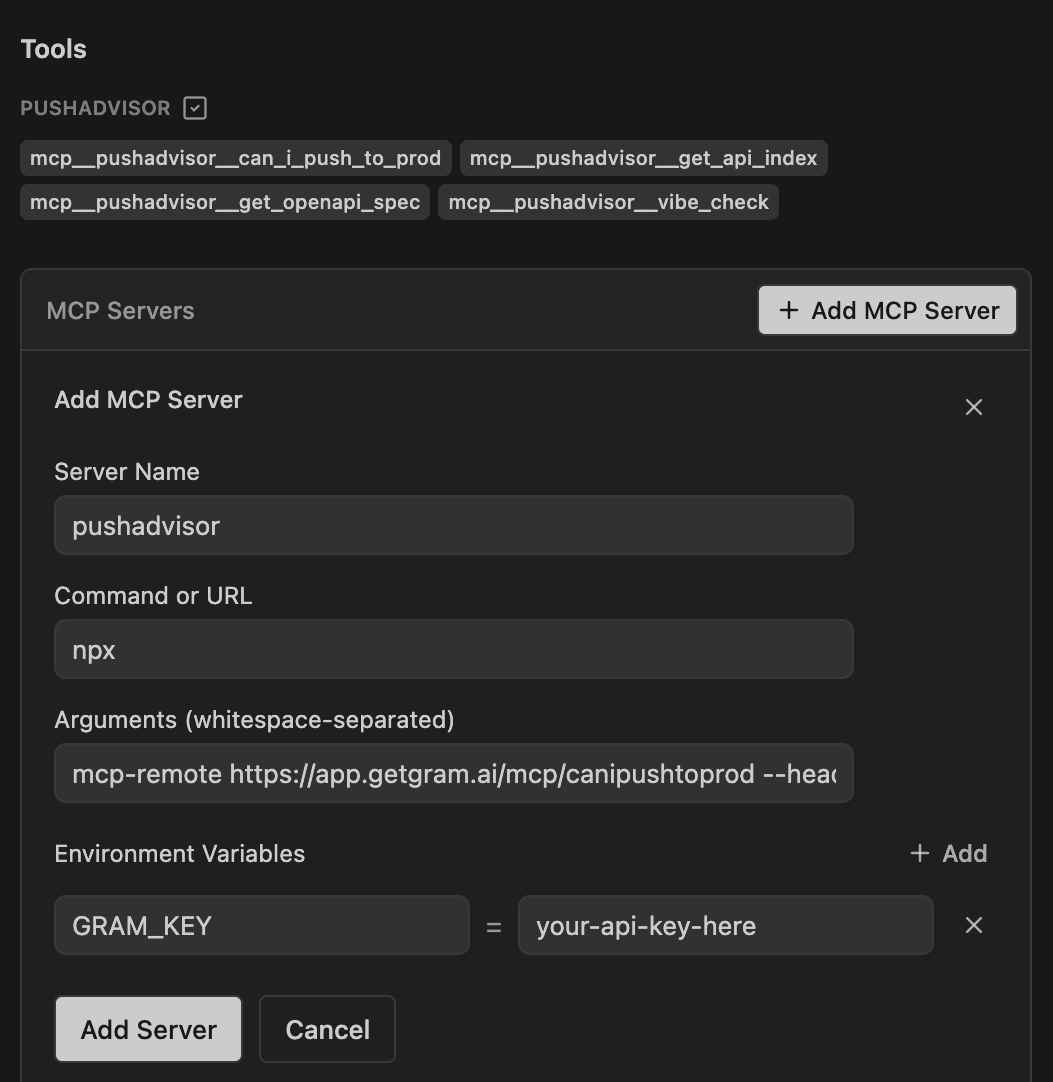 Tools
PUSHADVISOR
mcp__pushadvisor__can_i_push_to_prod mcp__pushadvisor__get_api_index
mcp__pushadvisor__get_openapi_spec mcp__pushadvisor__vibe_check
MCP Servers + Add MCP Server
Add MCP Server
Server Name
pushadvisor
Command or URL
npx
Arguments (whitespace-separated)
mcp-remote https://app.getgram.ai/mcp/canipushtoprod --head
Environment Variables + Add
GRAM_KEY = your-api-key-here
Add Server Cancel